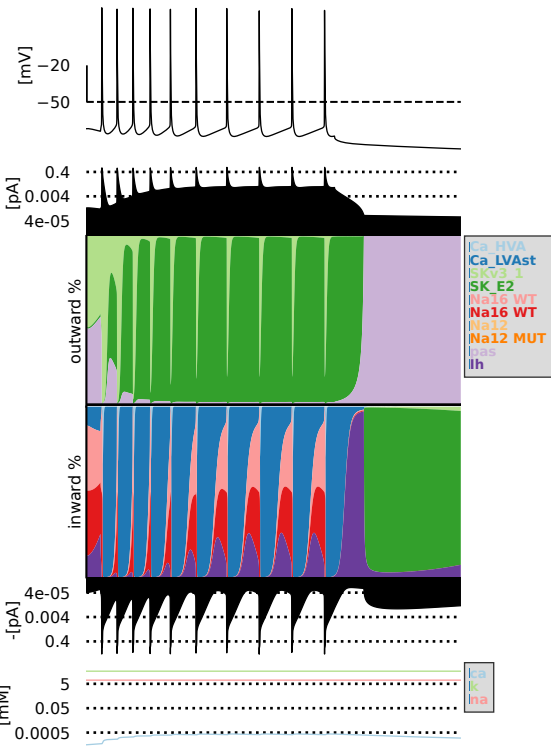 [mV]
−20
−50
[pA]
0.4
0.004
4e-05
outward %
Ca_HVA
Ca_LVAst
SKv3_1
SK_E2
Na16 WT
Na16 WT
Na12
Na12 MUT
pas
Ih
inward %
-[pA]
4e-05
0.004
0.4
[mM]
5
0.05
0.0005
ca
k
na